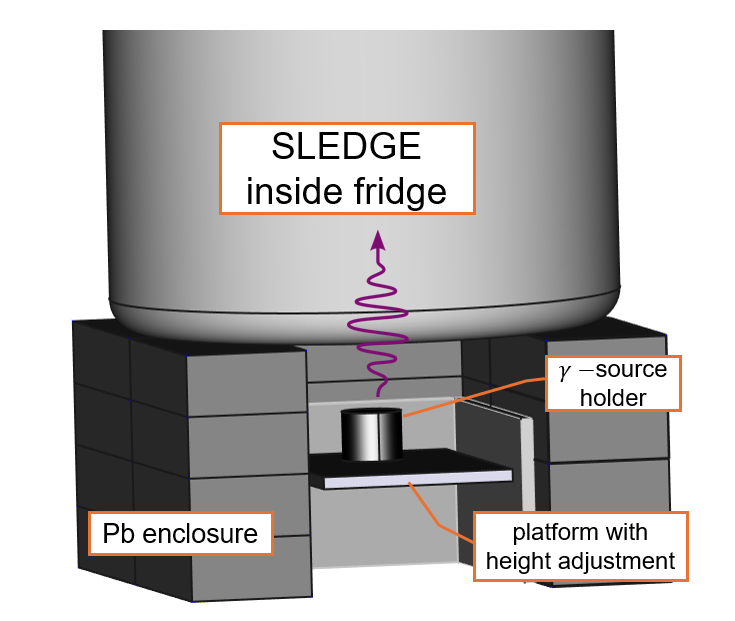 SLEDGE
inside fridge
γ −source
holder
Pb enclosure
platform with
height adjustment